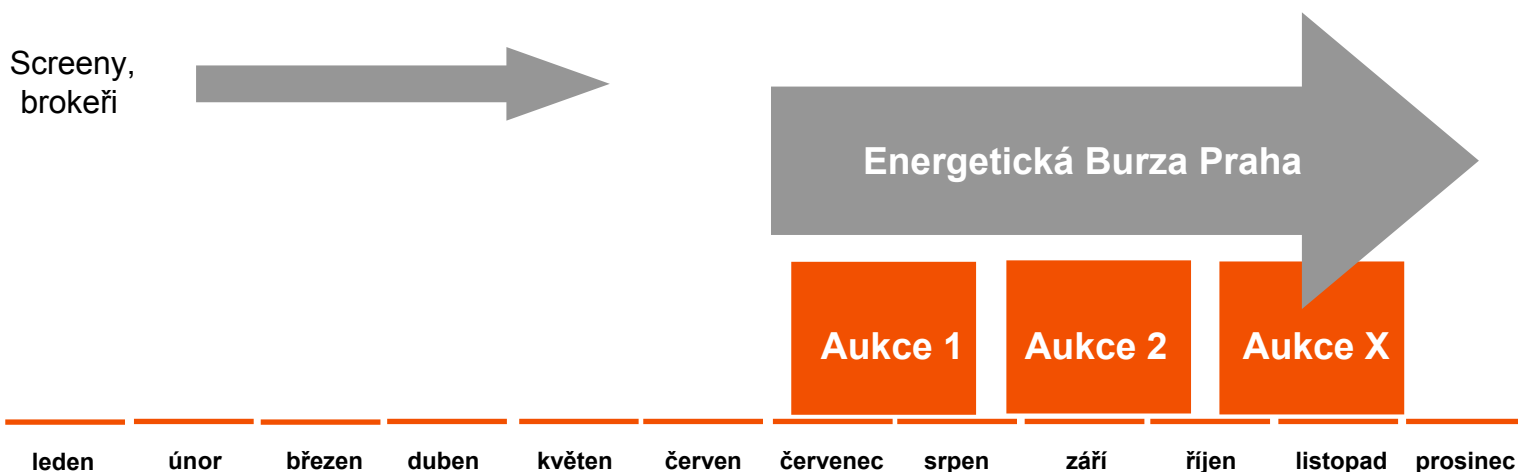 Screeny,
brokeři
Energetická Burza Praha
Aukce 1
Aukce 2
Aukce X
leden únor březen duben květen červen červenec srpen září říjen listopad prosinec